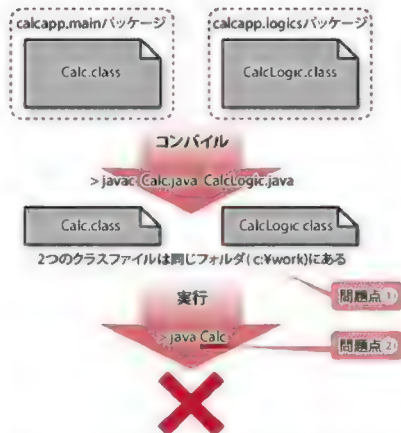 calcapp.mainパッケージ
calcapp.logicsパッケージ
Calc.class
CalcLogic.class
コンパイル
>javac Calc.java CalcLogic.java
Calc.class
CalcLogic class
2つのクラスファイルは同じフォルダ(c:¥work)にある
実行
問題点 1)
>java Calc
問題点 2)